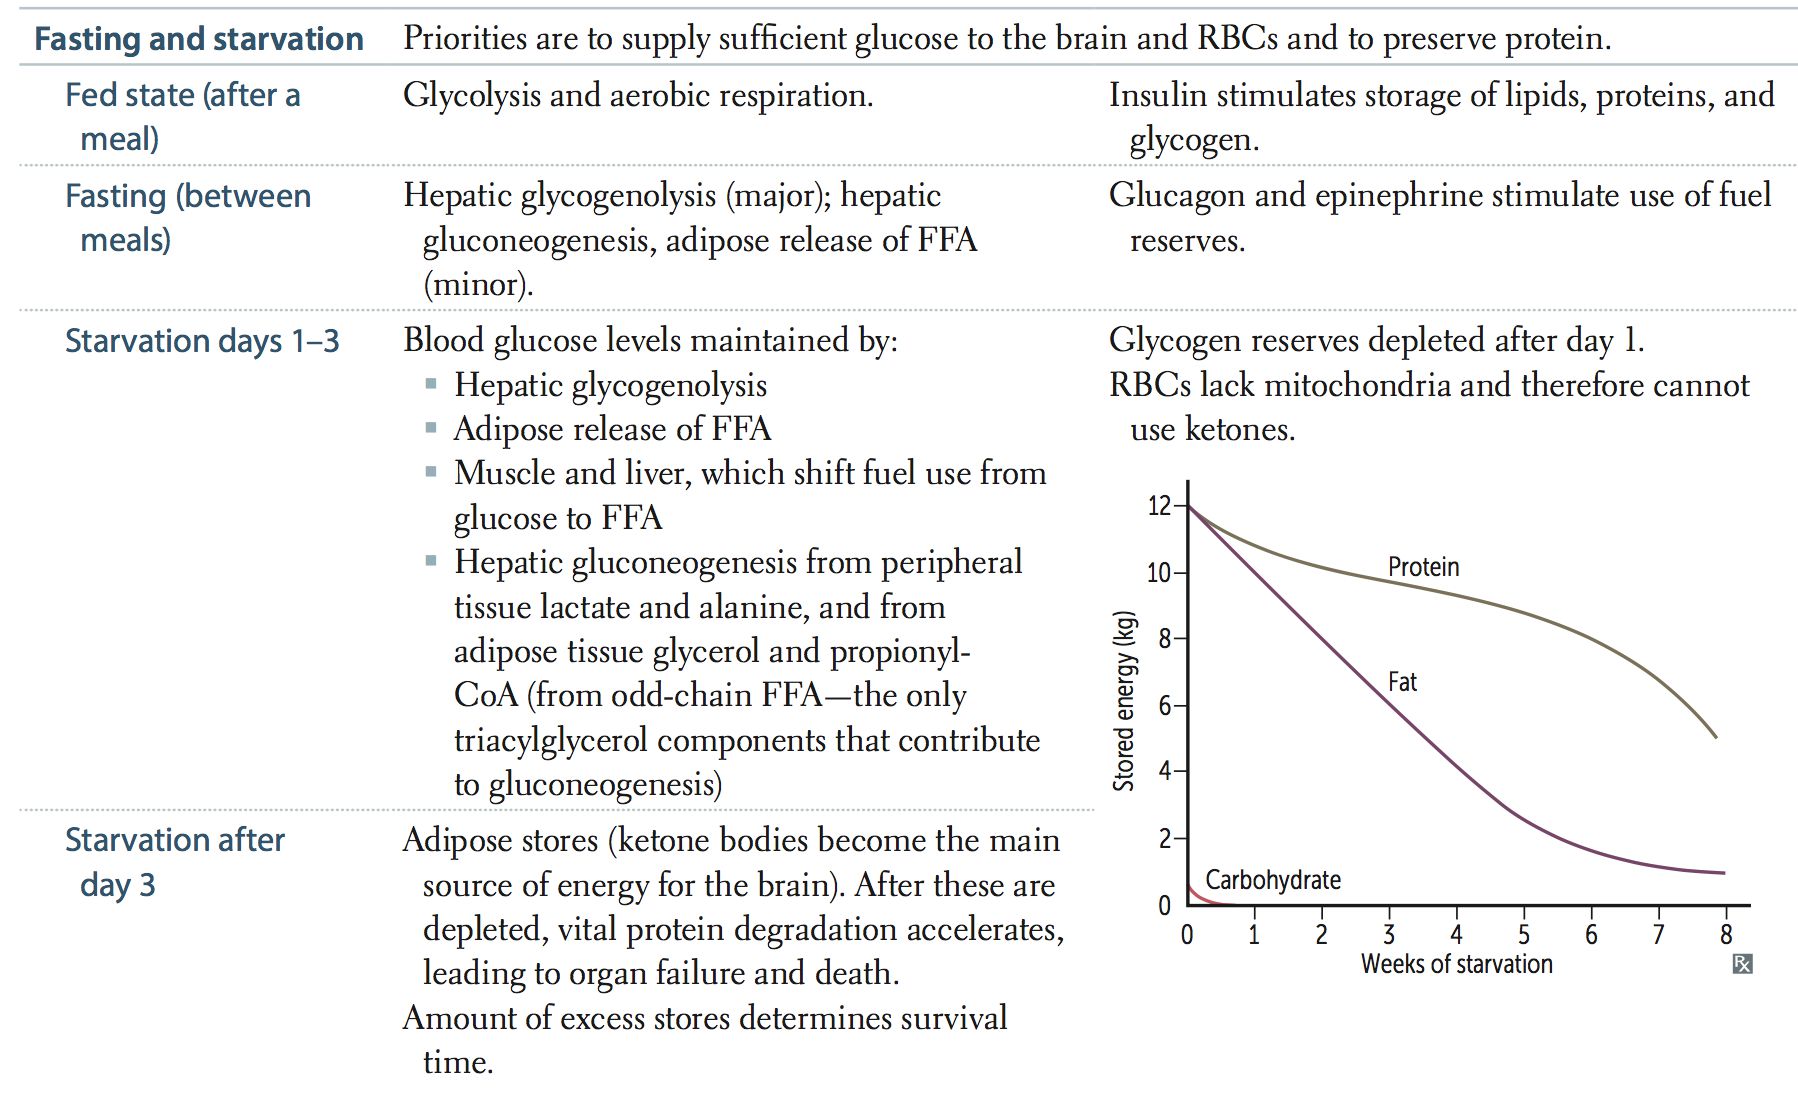 Fasting and starvation
Priorities are to supply sufficient glucose to the brain and RBCs and to preserve protein.
Fed state (after a
meal)
Glycolysis and aerobic respiration.
Insulin stimulates storage of lipids, proteins, and
glycogen.
Fasting (between
meals)
Hepatic glycogenolysis (major); hepatic
gluconeogenesis, adipose release of FFA
(minor).
Glucagon and epinephrine stimulate use of fuel
reserves.
Starvation days 1–3
Blood glucose levels maintained by:
▪ Hepatic glycogenolysis
▪ Adipose release of FFA
▪ Muscle and liver, which shift fuel use from
glucose to FFA
▪ Hepatic gluconeogenesis from peripheral
tissue lactate and alanine, and from
adipose tissue glycerol and propionyl-
CoA (from odd-chain FFA—the only
triacylglycerol components that contribute
to gluconeogenesis)
Glycogen reserves depleted after day 1.
RBCs lack mitochondria and therefore cannot
use ketones.
Starvation after
day 3
Adipose stores (ketone bodies become the main
source of energy for the brain). After these are
depleted, vital protein degradation accelerates,
leading to organ failure and death.
Amount of excess stores determines survival
time.
Stored energy (kg)
12
10
8
6
4
2
0
Protein
Fat
Carbohydrate
0 1 2 3 4 5 6 7 8
Weeks of starvation
Rx